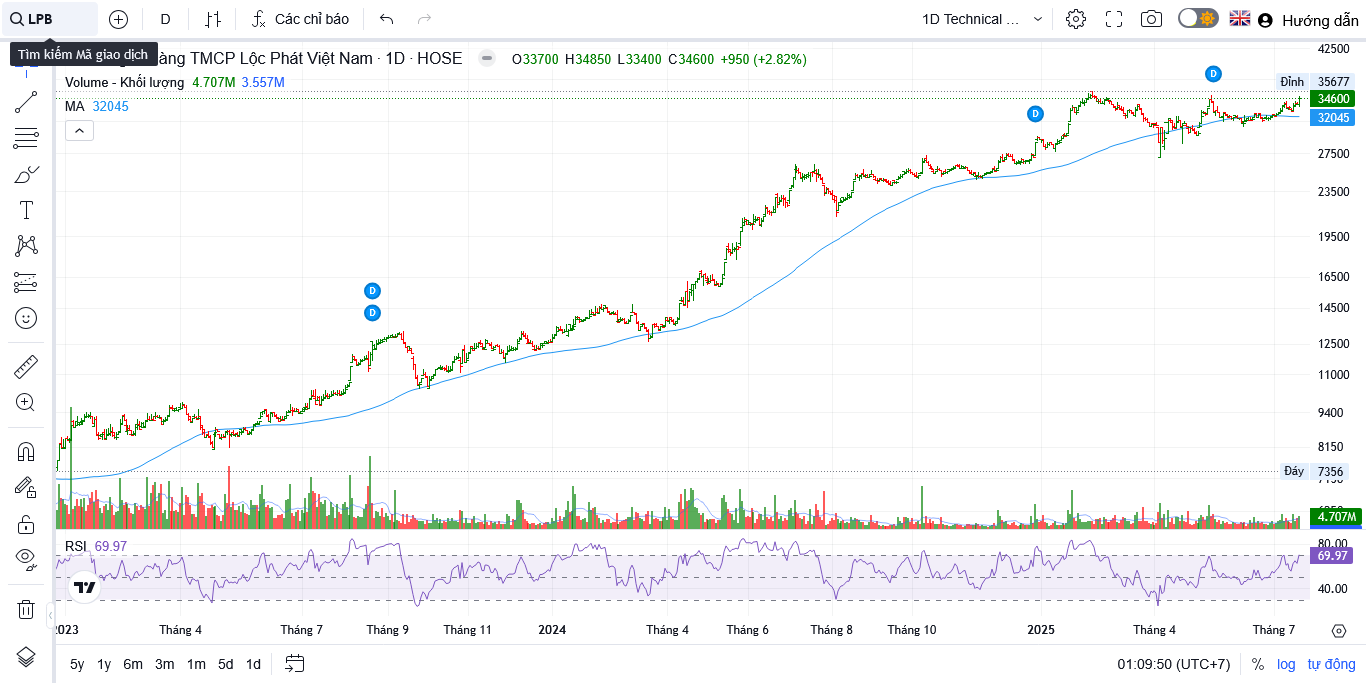 LPB
D
Các chỉ báo
1D Technical ...
Hướng dẫn
Tìm kiếm Mã giao dịch
àng TMCP Lộc Phát Việt Nam · 1D · HOSE
O33700 H34850 L33400 C34600 +950 (+2.82%)
Volume - Khối lượng 4.707M 3.557M
MA 32045
D
D
D
D
42500
Đỉnh 35677
34600
32045
27500
23500
19500
16500
14500
12500
11000
9400
8150
Đáy 7356
4.707M
RSI 69.97
80.00
69.97
40.00
2023
Tháng 4
Tháng 7
Tháng 9
Tháng 11
2024
Tháng 4
Tháng 6
Tháng 8
Tháng 10
2025
Tháng 4
Tháng 7
5y 1y 6m 3m 1m 5d 1d
01:09:50 (UTC+7)
% log tự động